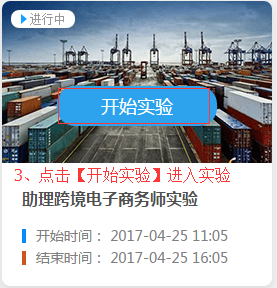 进行中
开始实验
3、点击【开始实验】进入实验
助理跨境电子商务师实验
开始时间： 2017-04-25 11:05
结束时间： 2017-04-25 16:05